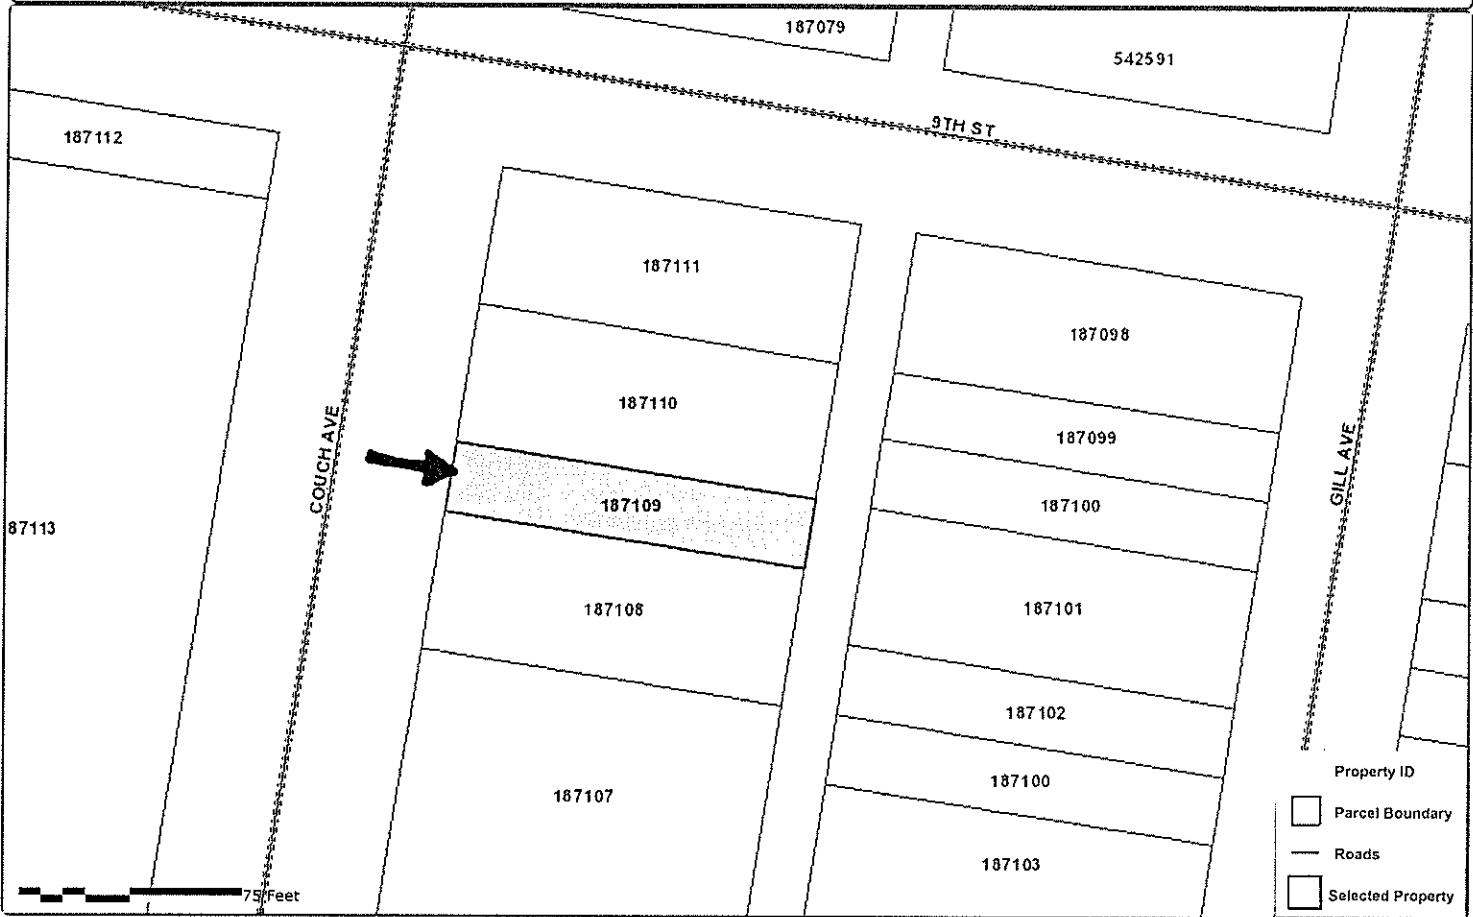 187079
542591
9TH ST
187112
187111
187098
187110
187099
COUCH AVE
GILL AVE
187109
187100
87113
187108
187101
187102
187100
187107
187103
Property ID
Parcel Boundary
Roads
Selected Property
75 Feet